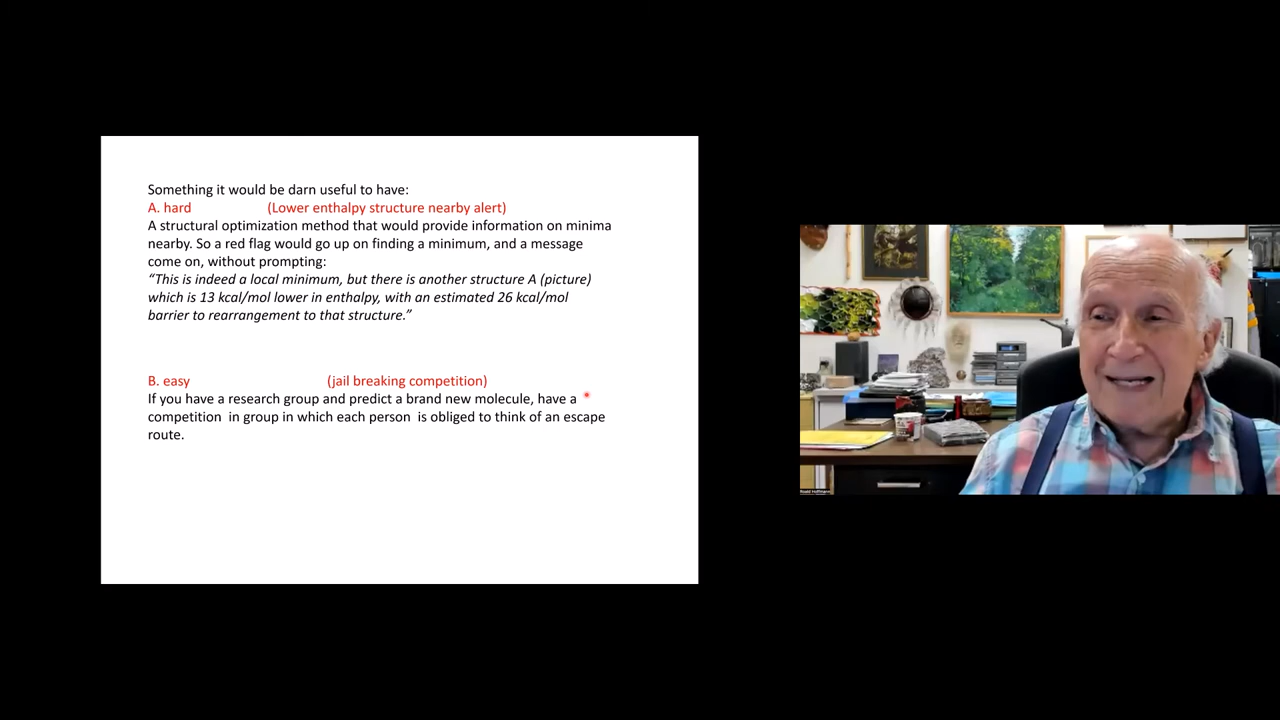 Something it would be darn useful to have:
A. hard (Lower enthalpy structure nearby alert)
A structural optimization method that would provide information on minima
nearby. So a red flag would go up on finding a minimum, and a message
come on, without prompting:
“This is indeed a local minimum, but there is another structure A (picture)
which is 13 kcal/mol lower in enthalpy, with an estimated 26 kcal/mol
barrier to rearrangement to that structure.”
B. easy (jail breaking competition)
If you have a research group and predict a brand new molecule, have a
competition in group in which each person is obliged to think of an escape
route.
Roald Hoffmann